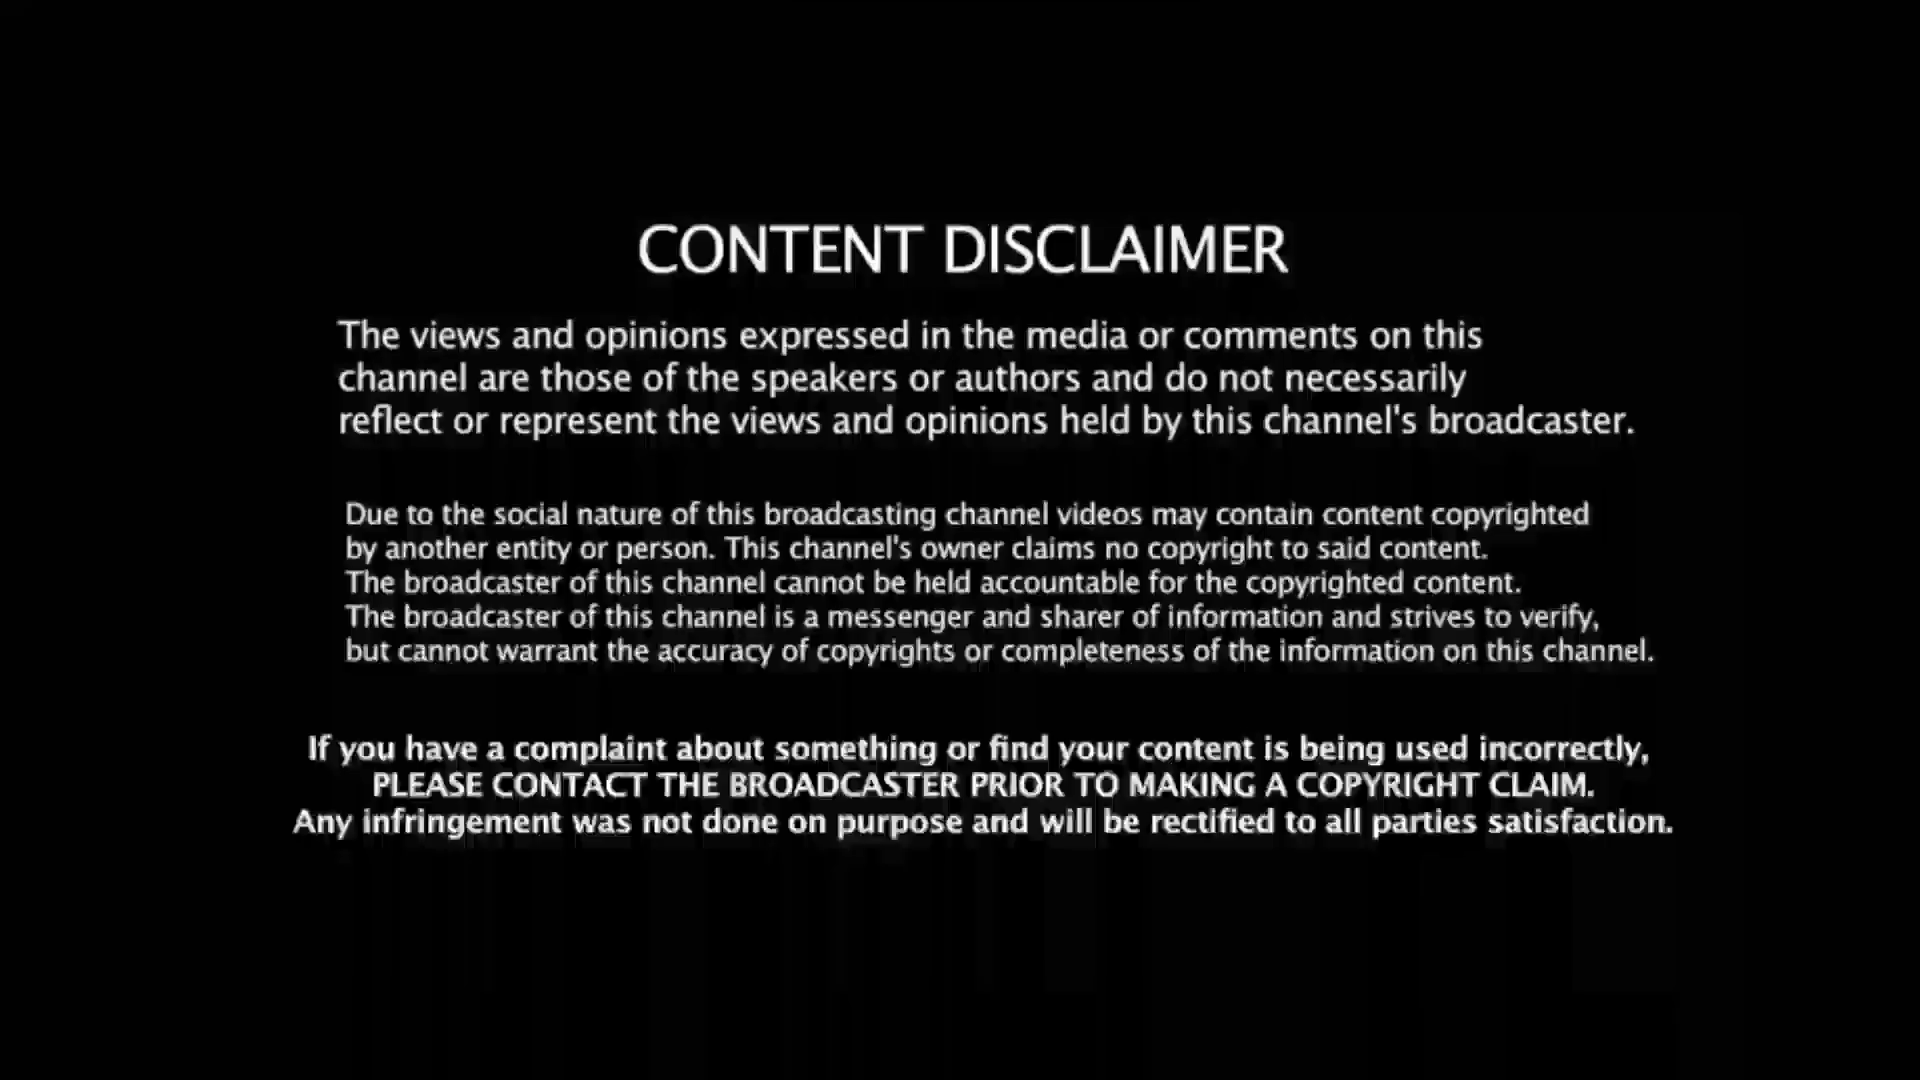 CONTENT DISCLAIMER
The views and opinions expressed in the media or comments on this
channel are those of the speakers or authors and do not necessarily
reflect or represent the views and opinions held by this channel's broadcaster.
Due to the social nature of this broadcasting channel videos may contain content copyrighted
by another entity or person. This channel's owner claims no copyright to said content.
The broadcaster of this channel cannot be held accountable for the copyrighted content.
The broadcaster of this channel is a messenger and sharer of information and strives to verify,
but cannot warrant the accuracy of copyrights or completeness of the information on this channel.
If you have a complaint about something or find your content is being used incorrectly,
PLEASE CONTACT THE BROADCASTER PRIOR TO MAKING A COPYRIGHT CLAIM.
Any infringement was not done on purpose and will be rectified to all parties satisfaction.